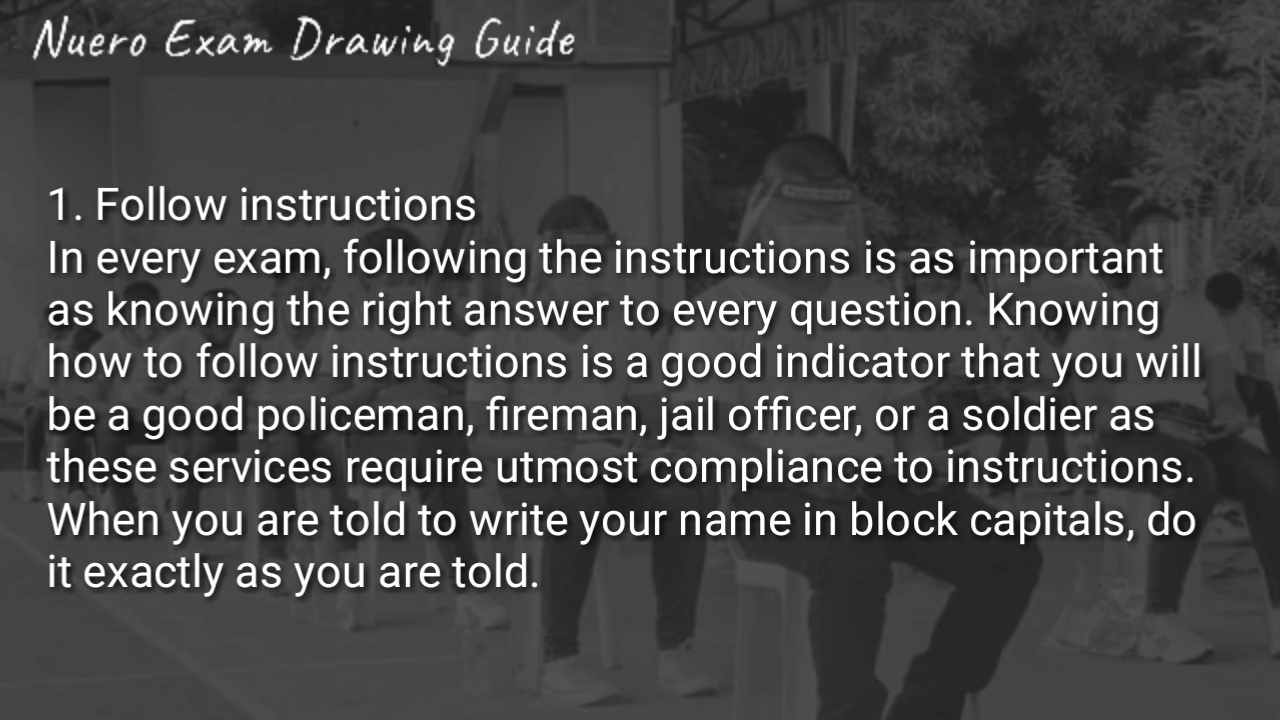 Nuero Exam Drawing Guide
1. Follow instructions
In every exam, following the instructions is as important
as knowing the right answer to every question. Knowing
how to follow instructions is a good indicator that you will
be a good policeman, fireman, jail officer, or a soldier as
these services require utmost compliance to instructions.
When you are told to write your name in block capitals, do
it exactly as you are told.